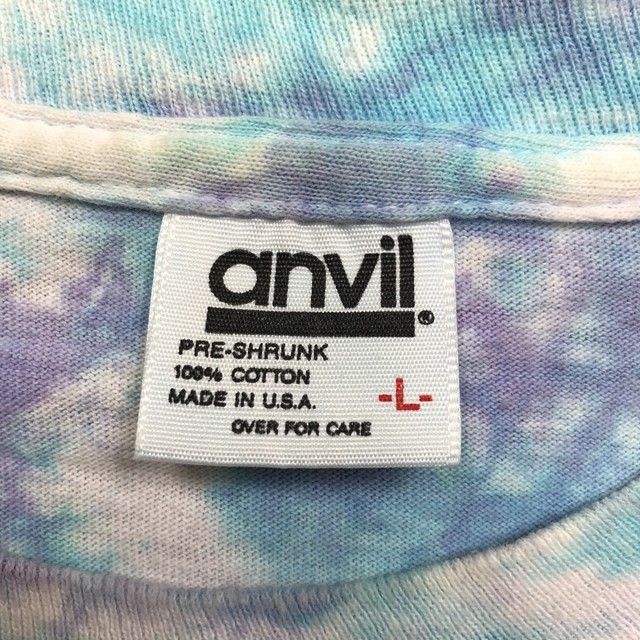 anvil®
PRE-SHRUNK
100% COTTON
MADE IN U.S.A.
-L-
OVER FOR CARE